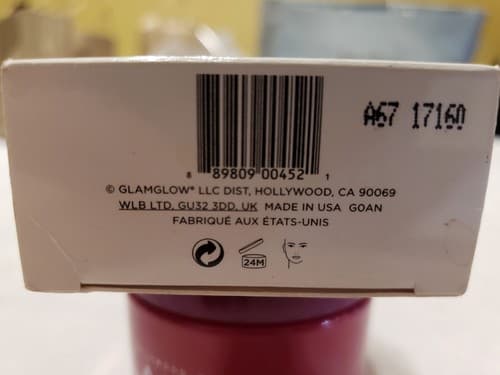 A67 17160
8 89809 00452 1
© GLAMGLOW® LLC DIST, HOLLYWOOD, CA 90069
WLB LTD, GU32 3DD, UK MADE IN USA G0AN
FABRIQUÉ AUX ÉTATS-UNIS
24M